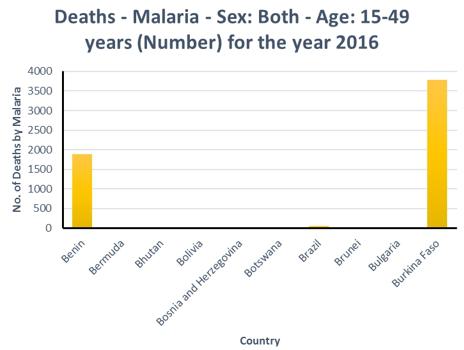 Deaths - Malaria - Sex: Both - Age: 15-49
years (Number) for the year 2016
No. of Deaths by Malaria
4000
3500
3000
2500
2000
1500
1000
500
0
Benin
Bermuda
Bhutan
Bolivia
Bosnia and Herzegovina
Botswana
Brazil
Brunei
Bulgaria
Burkina Faso
Country